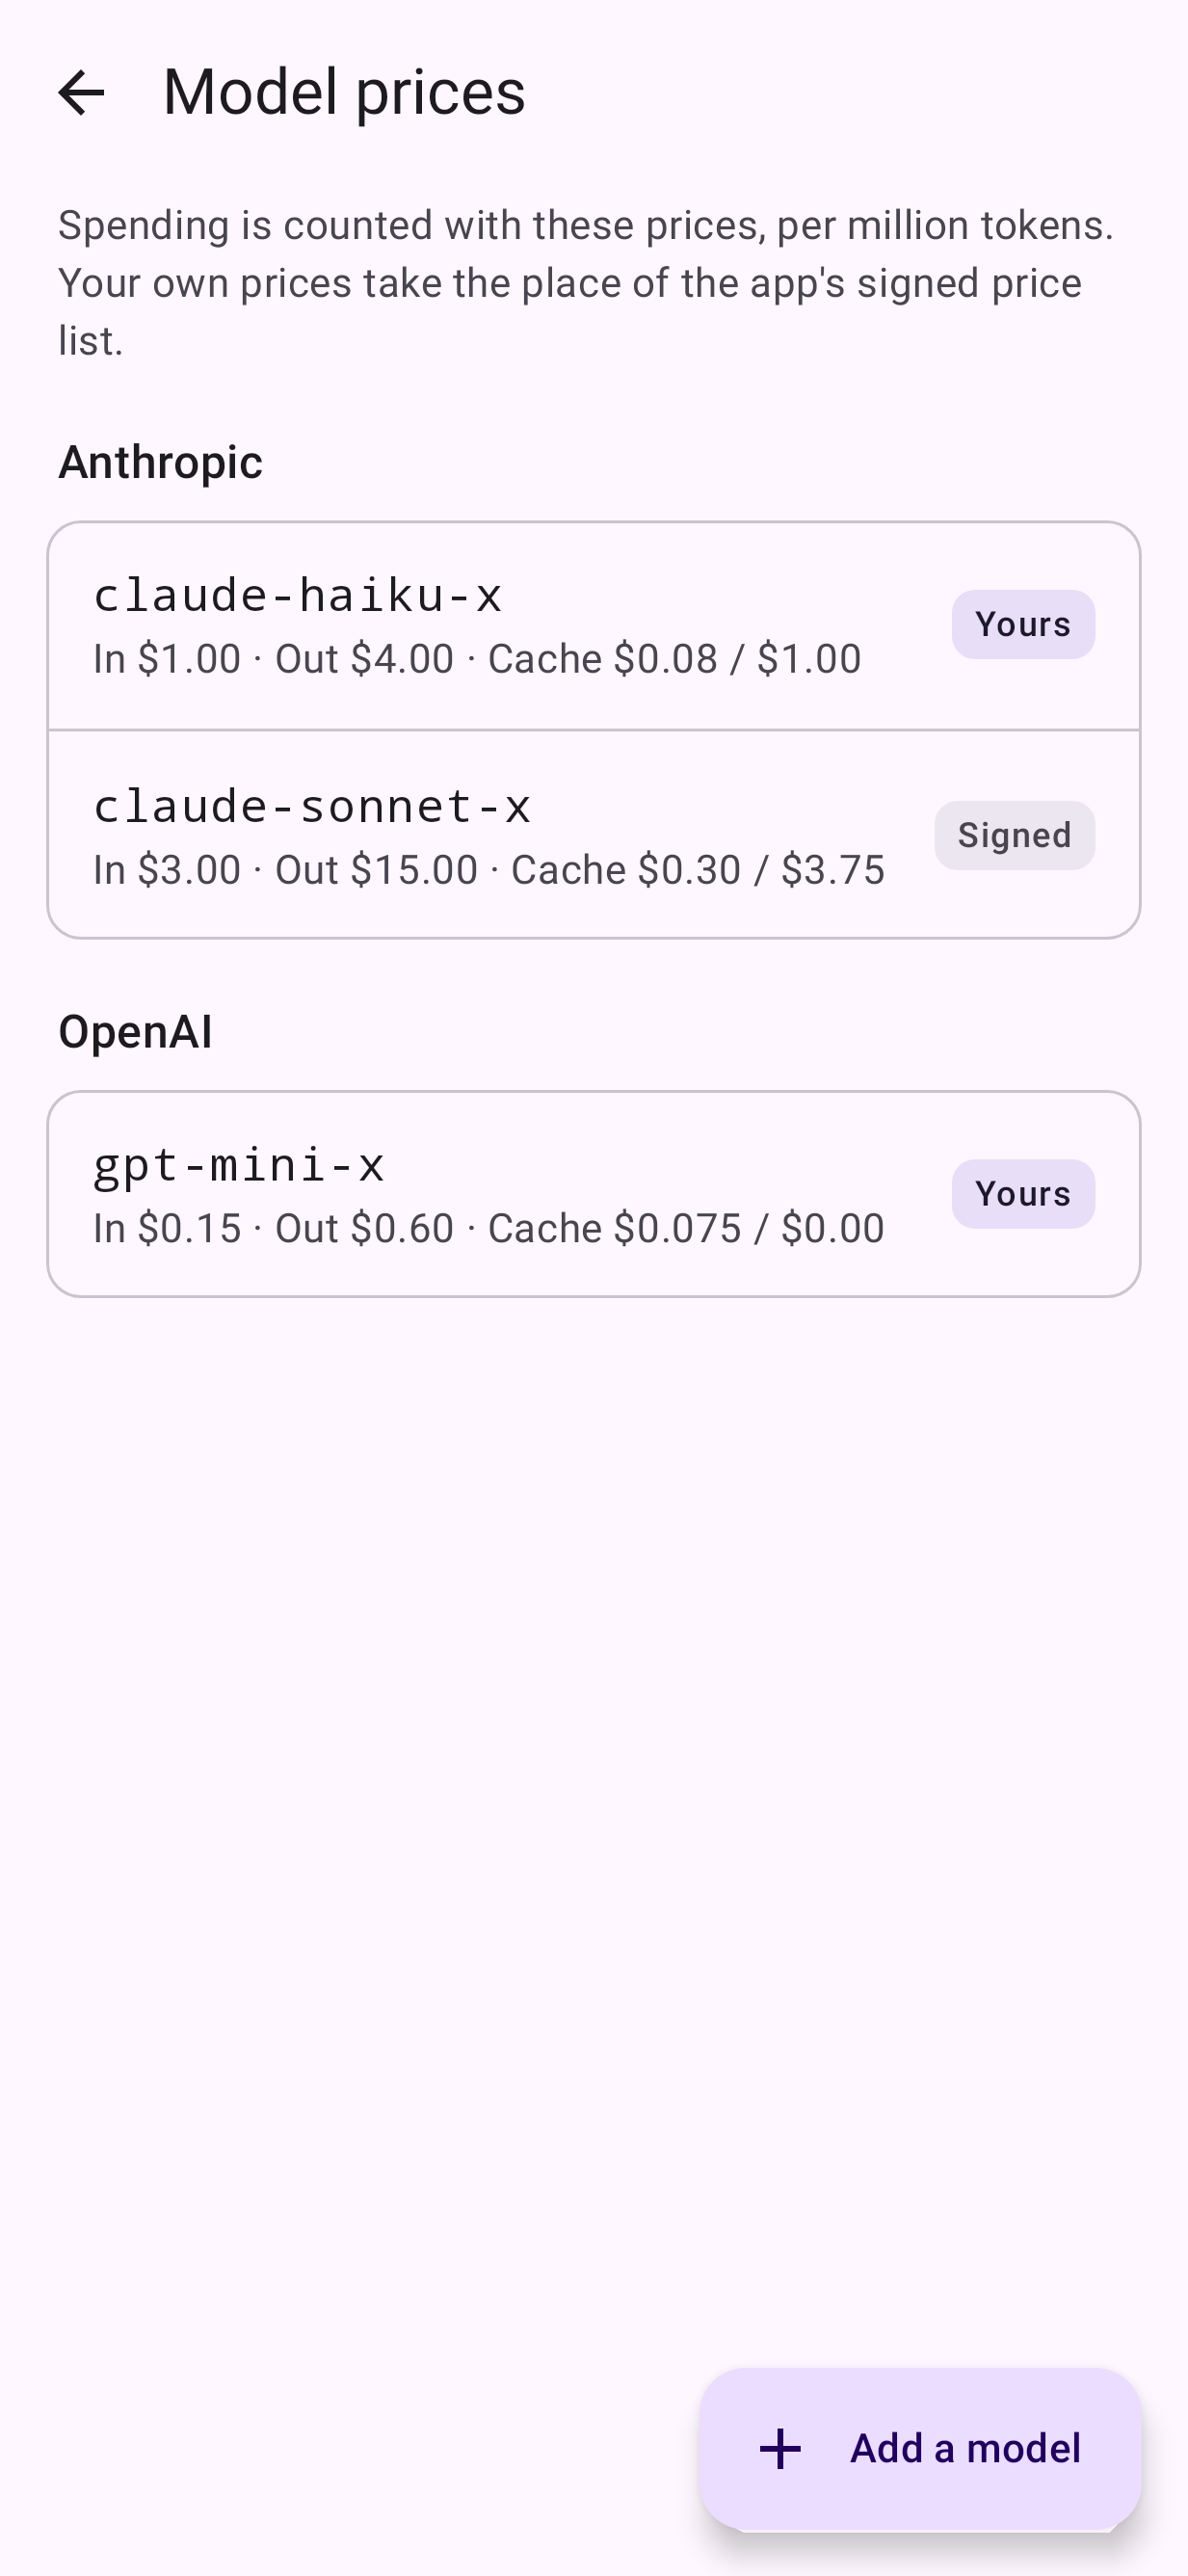 Model prices
Spending is counted with these prices, per million tokens.
Your own prices take the place of the app's signed price
list.
Anthropic
claude-haiku-x
In $1.00 · Out $4.00 · Cache $0.08 / $1.00
Yours
claude-sonnet-x
In $3.00 · Out $15.00 · Cache $0.30 / $3.75
Signed
OpenAI
gpt-mini-x
In $0.15 · Out $0.60 · Cache $0.075 / $0.00
Yours
Add a model